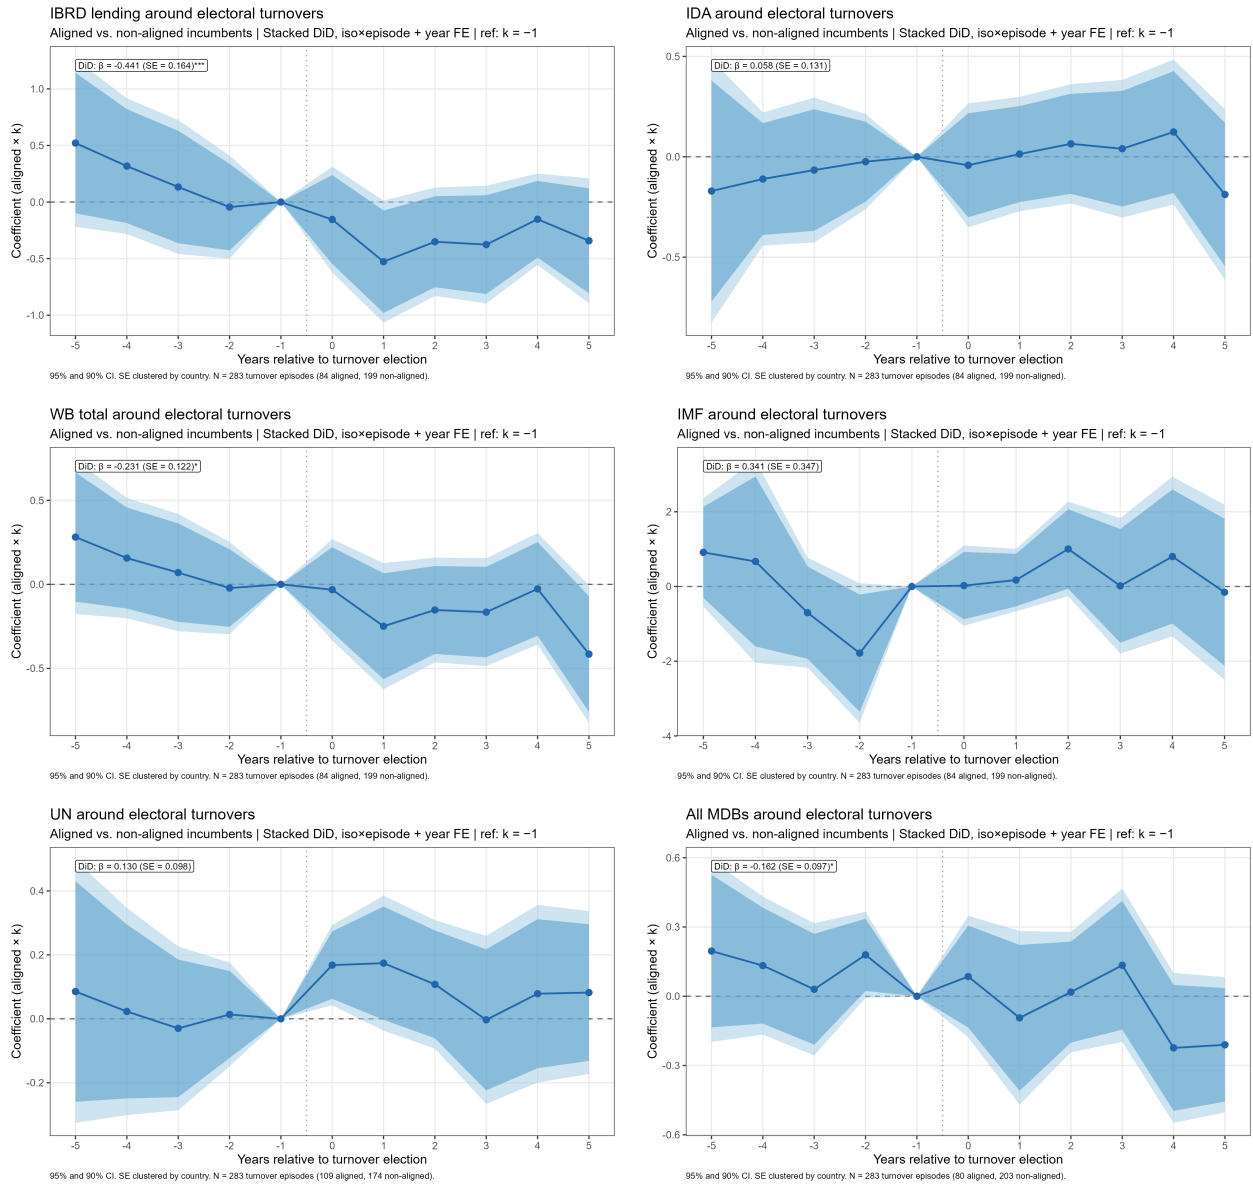 IBRD lending around electoral turnovers
Aligned vs. non-aligned incumbents | Stacked DiD, iso×episode + year FE | ref: k = −1
DiD: β = -0.441 (SE = 0.164)***
Coefficient (aligned × k)
1.0
0.5
0.0
-0.5
-1.0
-5 -4 -3 -2 -1 0 1 2 3 4 5
Years relative to turnover election
95% and 90% CI. SE clustered by country. N = 283 turnover episodes (84 aligned, 199 non-aligned).
IDA around electoral turnovers
Aligned vs. non-aligned incumbents | Stacked DiD, iso×episode + year FE | ref: k = −1
DiD: β = 0.058 (SE = 0.131)
Coefficient (aligned × k)
0.5
0.0
-0.5
-5 -4 -3 -2 -1 0 1 2 3 4 5
Years relative to turnover election
95% and 90% CI. SE clustered by country. N = 283 turnover episodes (84 aligned, 199 non-aligned).
WB total around electoral turnovers
Aligned vs. non-aligned incumbents | Stacked DiD, iso×episode + year FE | ref: k = −1
DiD: β = -0.231 (SE = 0.122)*
Coefficient (aligned × k)
0.5
0.0
-0.5
-5 -4 -3 -2 -1 0 1 2 3 4 5
Years relative to turnover election
95% and 90% CI. SE clustered by country. N = 283 turnover episodes (84 aligned, 199 non-aligned).
IMF around electoral turnovers
Aligned vs. non-aligned incumbents | Stacked DiD, iso×episode + year FE | ref: k = −1
DiD: β = 0.341 (SE = 0.347)
Coefficient (aligned × k)
2
0
-2
-4
-5 -4 -3 -2 -1 0 1 2 3 4 5
Years relative to turnover election
95% and 90% CI. SE clustered by country. N = 283 turnover episodes (84 aligned, 199 non-aligned).
UN around electoral turnovers
Aligned vs. non-aligned incumbents | Stacked DiD, iso×episode + year FE | ref: k = −1
DiD: β = 0.130 (SE = 0.098)
Coefficient (aligned × k)
0.4
0.2
0.0
-0.2
-5 -4 -3 -2 -1 0 1 2 3 4 5
Years relative to turnover election
95% and 90% CI. SE clustered by country. N = 283 turnover episodes (109 aligned, 174 non-aligned).
All MDBs around electoral turnovers
Aligned vs. non-aligned incumbents | Stacked DiD, iso×episode + year FE | ref: k = −1
DiD: β = -0.162 (SE = 0.097)*
Coefficient (aligned × k)
0.6
0.3
0.0
-0.3
-0.6
-5 -4 -3 -2 -1 0 1 2 3 4 5
Years relative to turnover election
95% and 90% CI. SE clustered by country. N = 283 turnover episodes (80 aligned, 203 non-aligned).